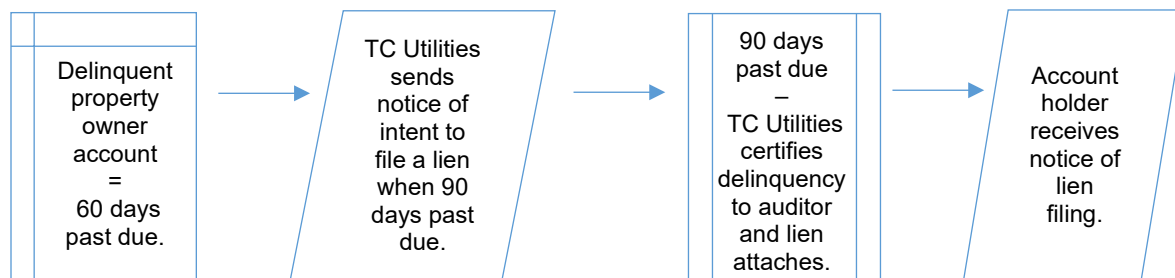 Delinquent
property
owner
account
=
60 days
past due.
TC Utilities
sends
notice of
intent to
file a lien
when 90
days past
due.
90 days
past due
–
TC Utilities
certifies
delinquency
to auditor
and lien
attaches.
Account
holder
receives
notice of
lien
filing.